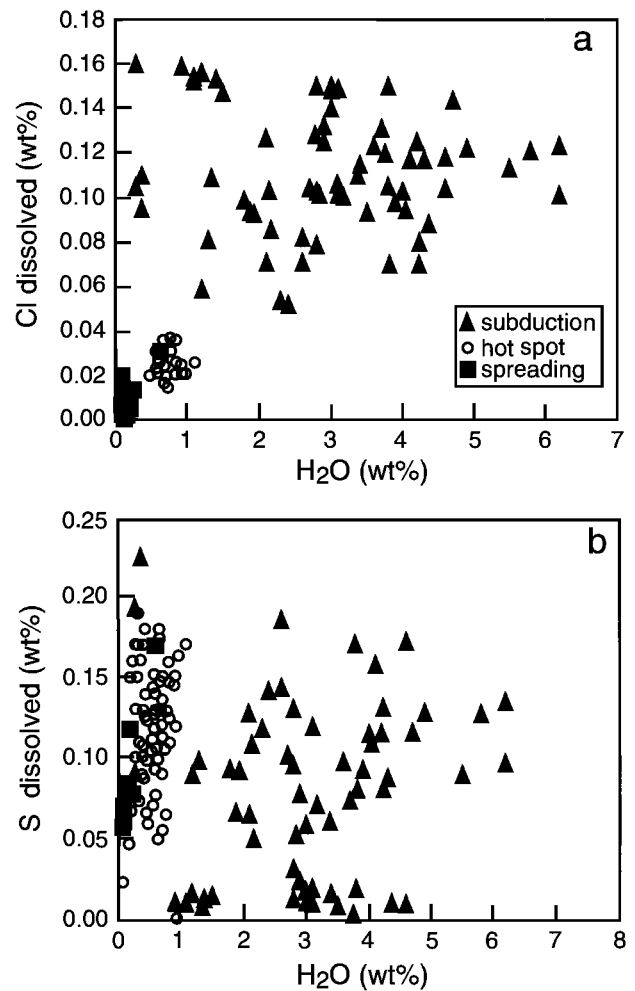 a
0.18
0.16
0.14
0.12
0.10
0.08
0.06
0.04
0.02
0.00
Cl dissolved (wt%)
subduction
hot spot
spreading
0 1 2 3 4 5 6 7
H2O (wt%)
b
0.25
0.20
0.15
0.10
0.05
0.00
S dissolved (wt%)
0 1 2 3 4 5 6 7 8
H2O (wt%)